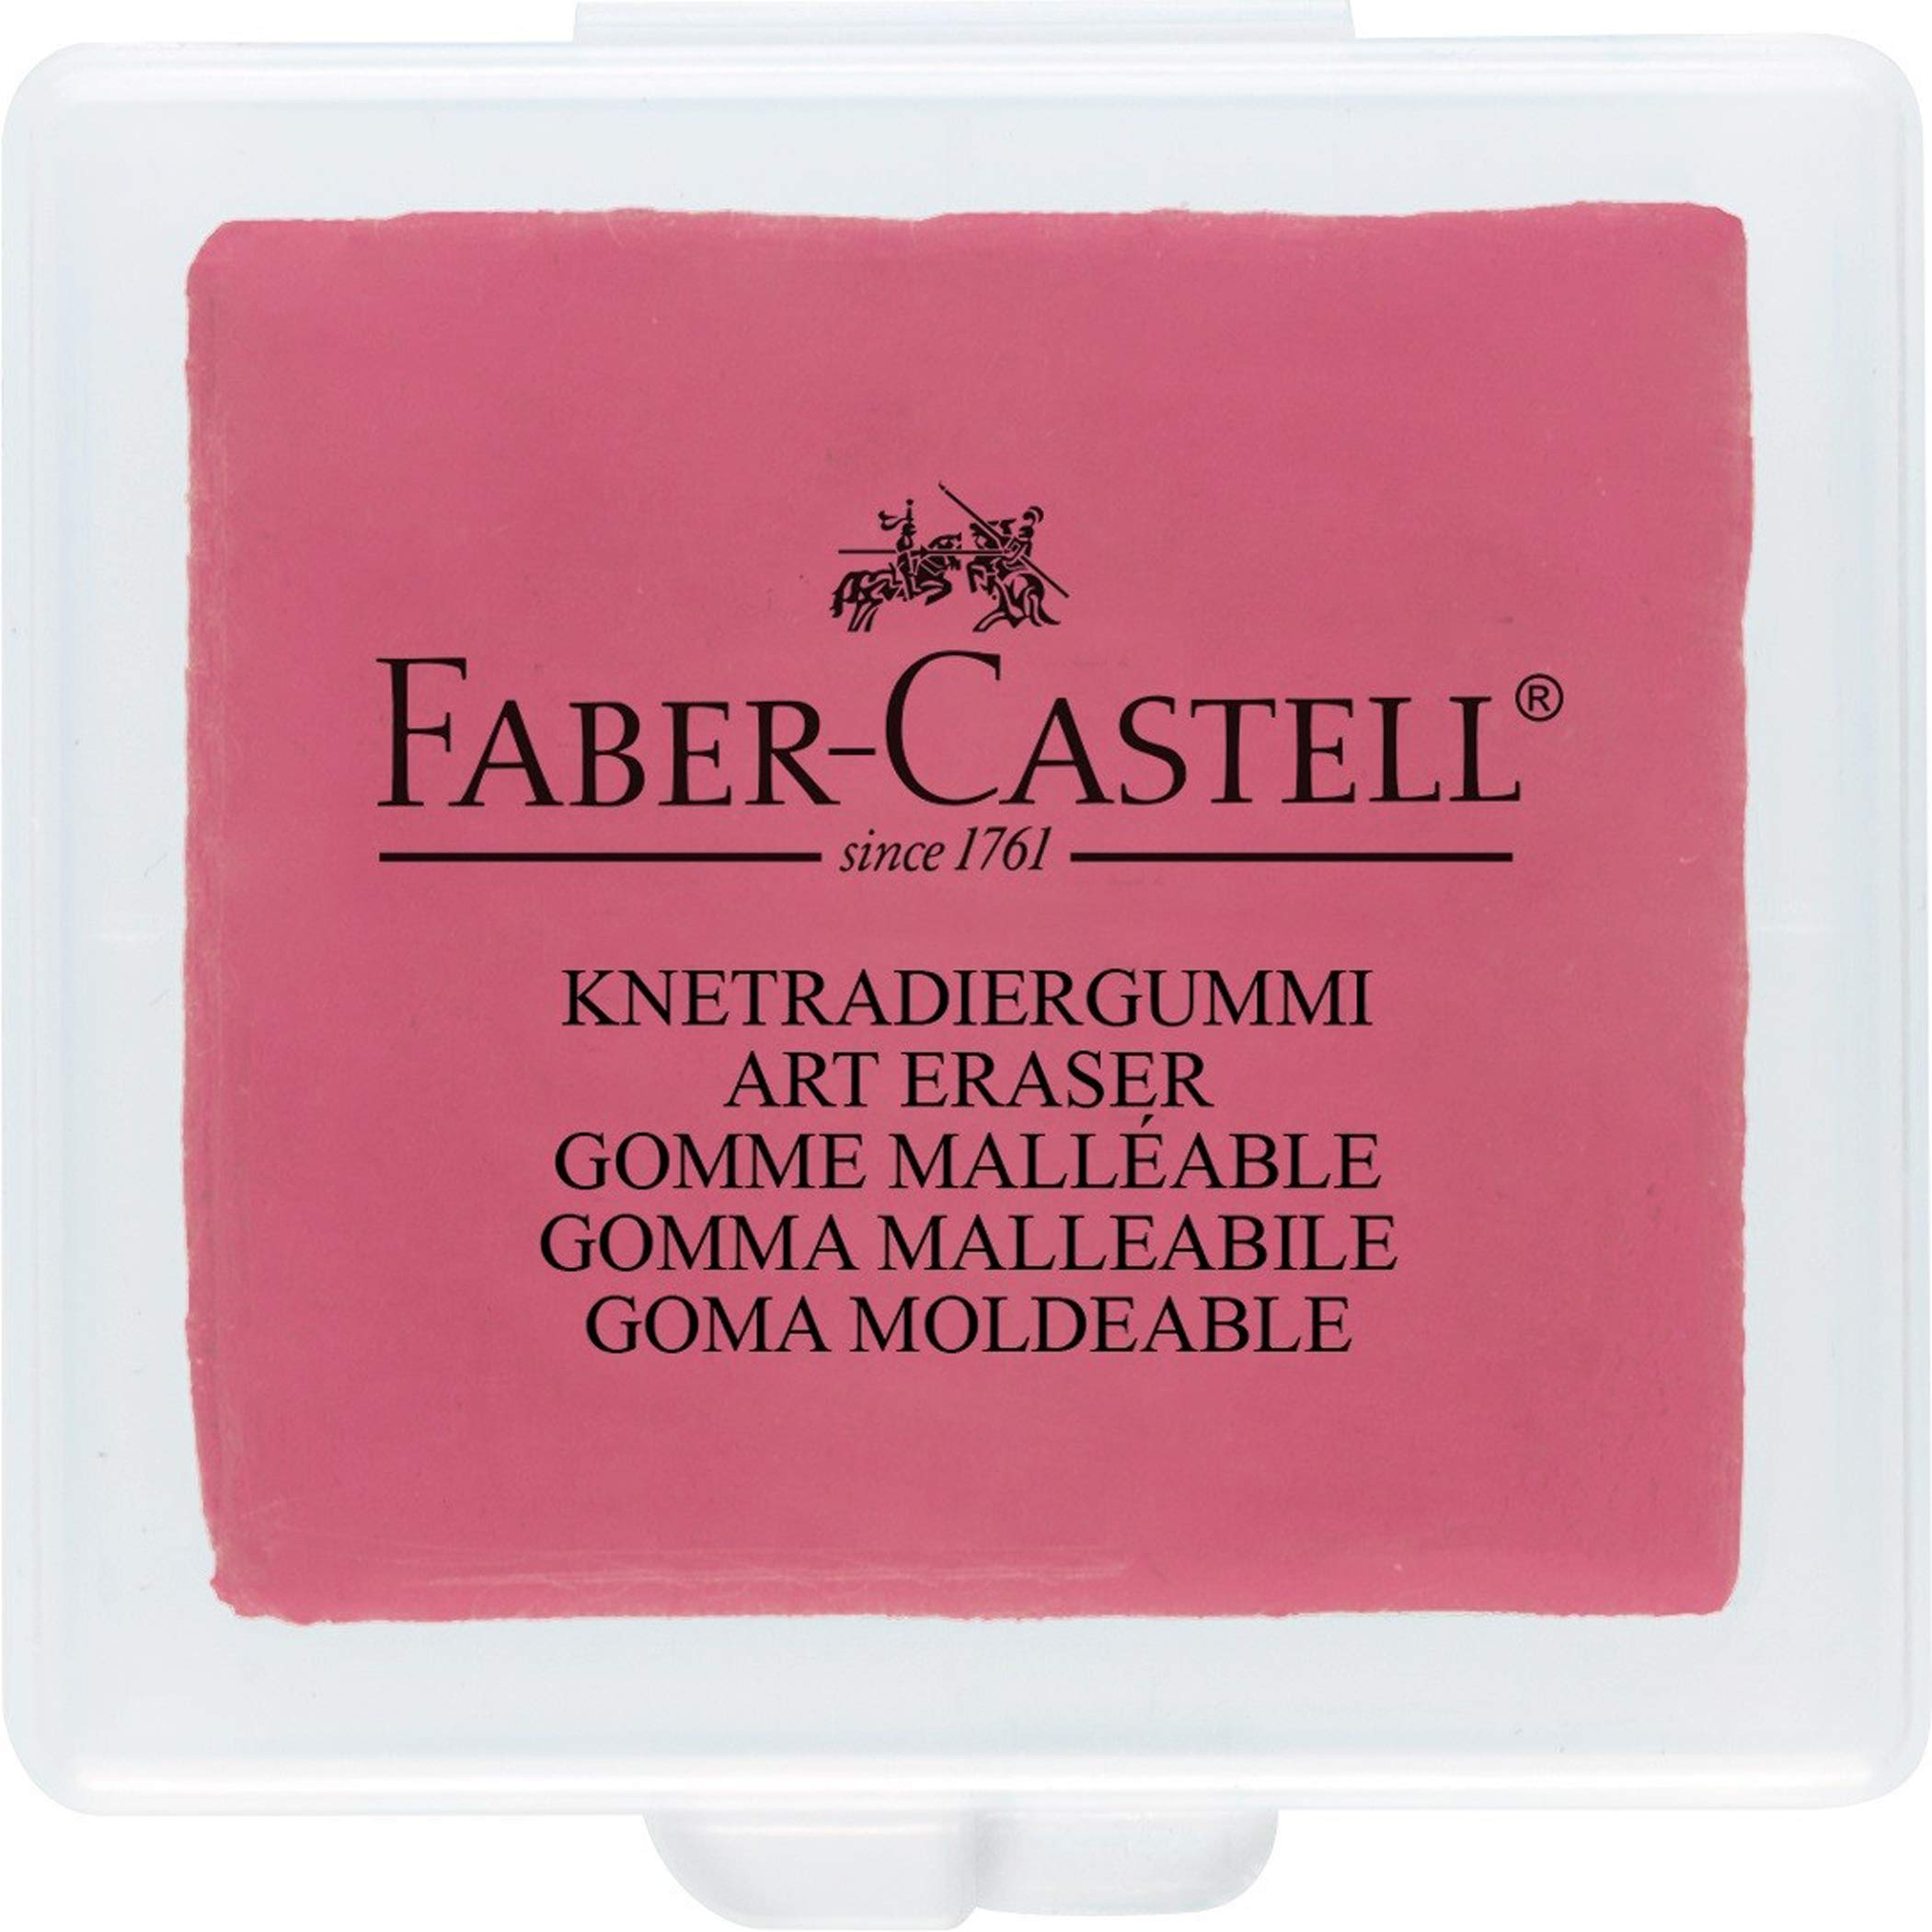 FABER-CASTELL®
since 1761
KNETRADIERGUMMI
ART ERASER
GOMME MALLÉABLE
GOMMA MALLEABILE
GOMA MOLDEABLE